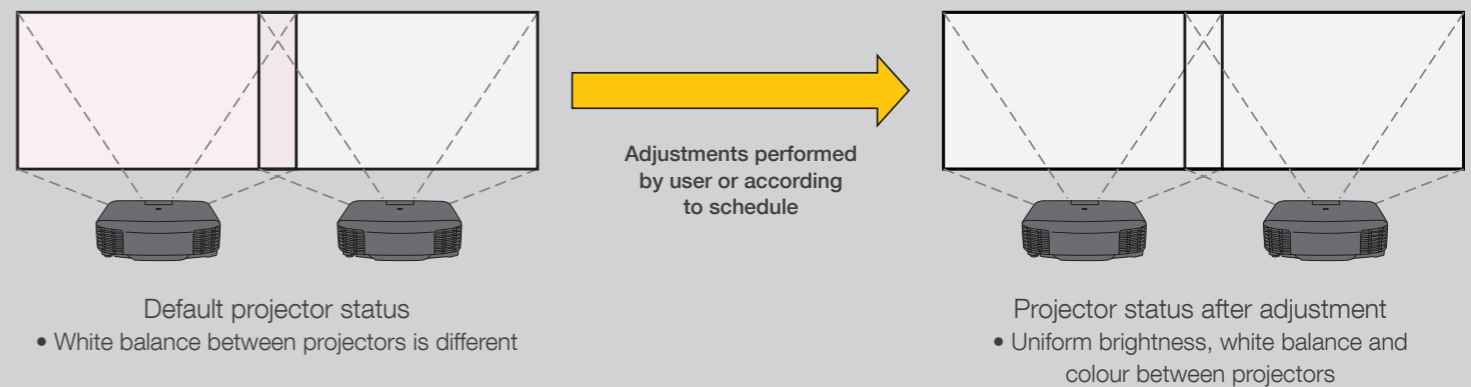 Adjustments performed
by user or according
to schedule
Default projector status
• White balance between projectors is different
Projector status after adjustment
• Uniform brightness, white balance and
colour between projectors